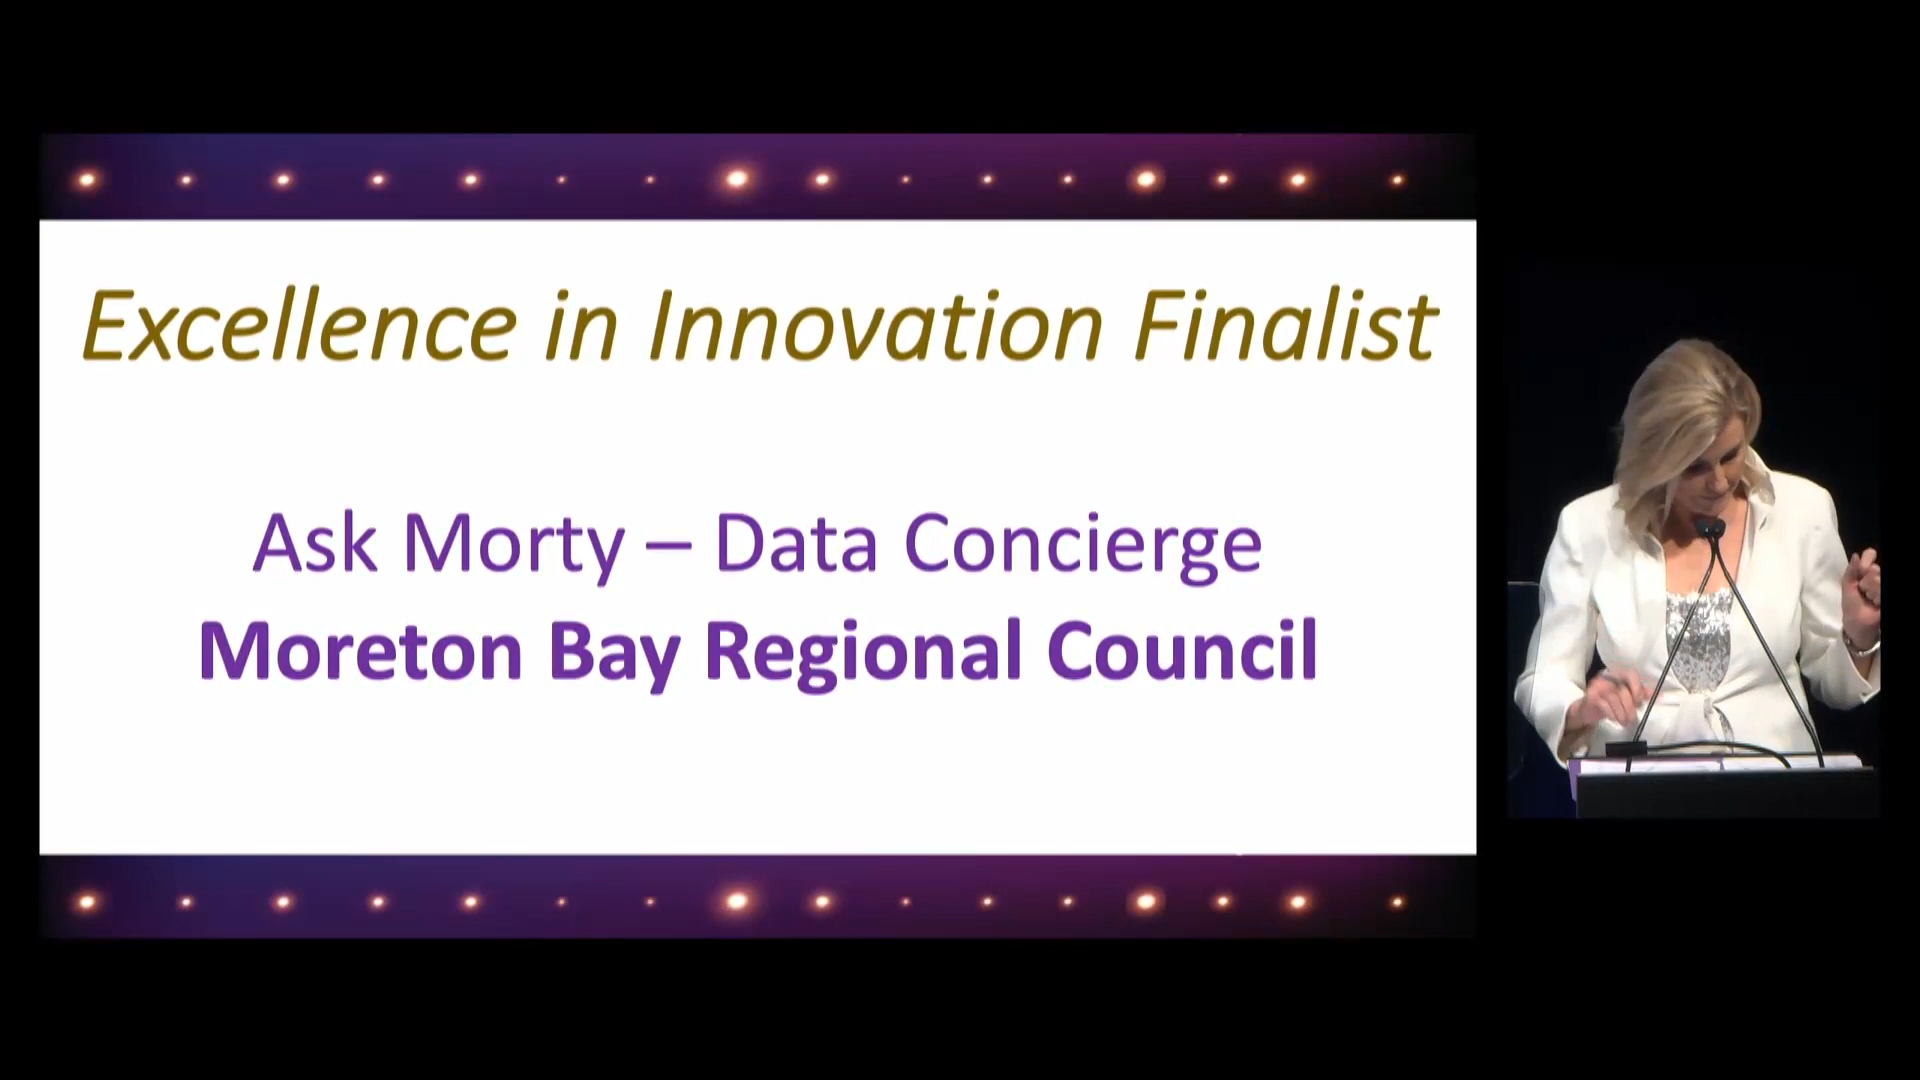 Excellence in Innovation Finalist
Ask Morty – Data Concierge
Moreton Bay Regional Council